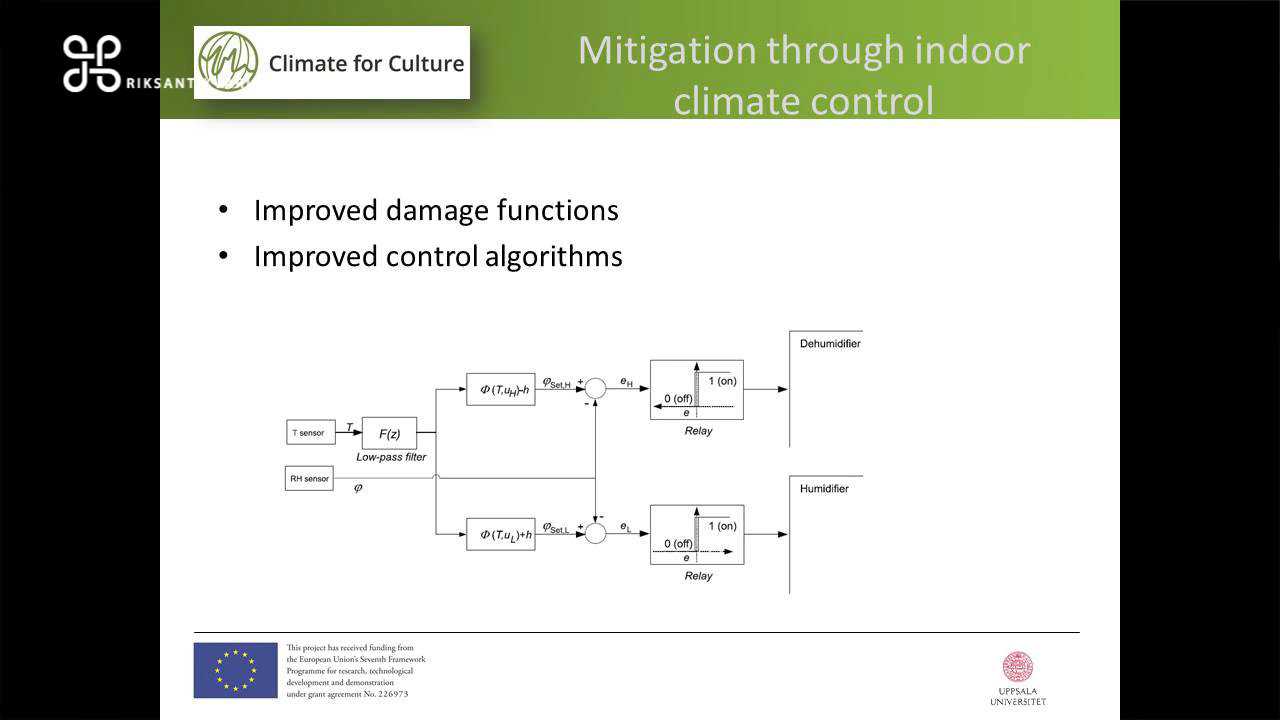 RIKSANT
Climate for Culture
Mitigation through indoor
climate control
• Improved damage functions
• Improved control algorithms
Dehumidifier
Φ(T,uH)-h
φSet,H
+
-
eH
1 (on)
0 (off)
e
Relay
T sensor
T
F(z)
Low-pass filter
RH sensor
φ
Humidifier
Φ(T,uL)+h
φSet,L
+
-
eL
1 (on)
0 (off)
e
Relay
This project has received funding from
the European Union's Seventh Framework
Programme for research, technological
development and demonstration
under grant agreement No. 226973
UPPSALA
UNIVERSITET